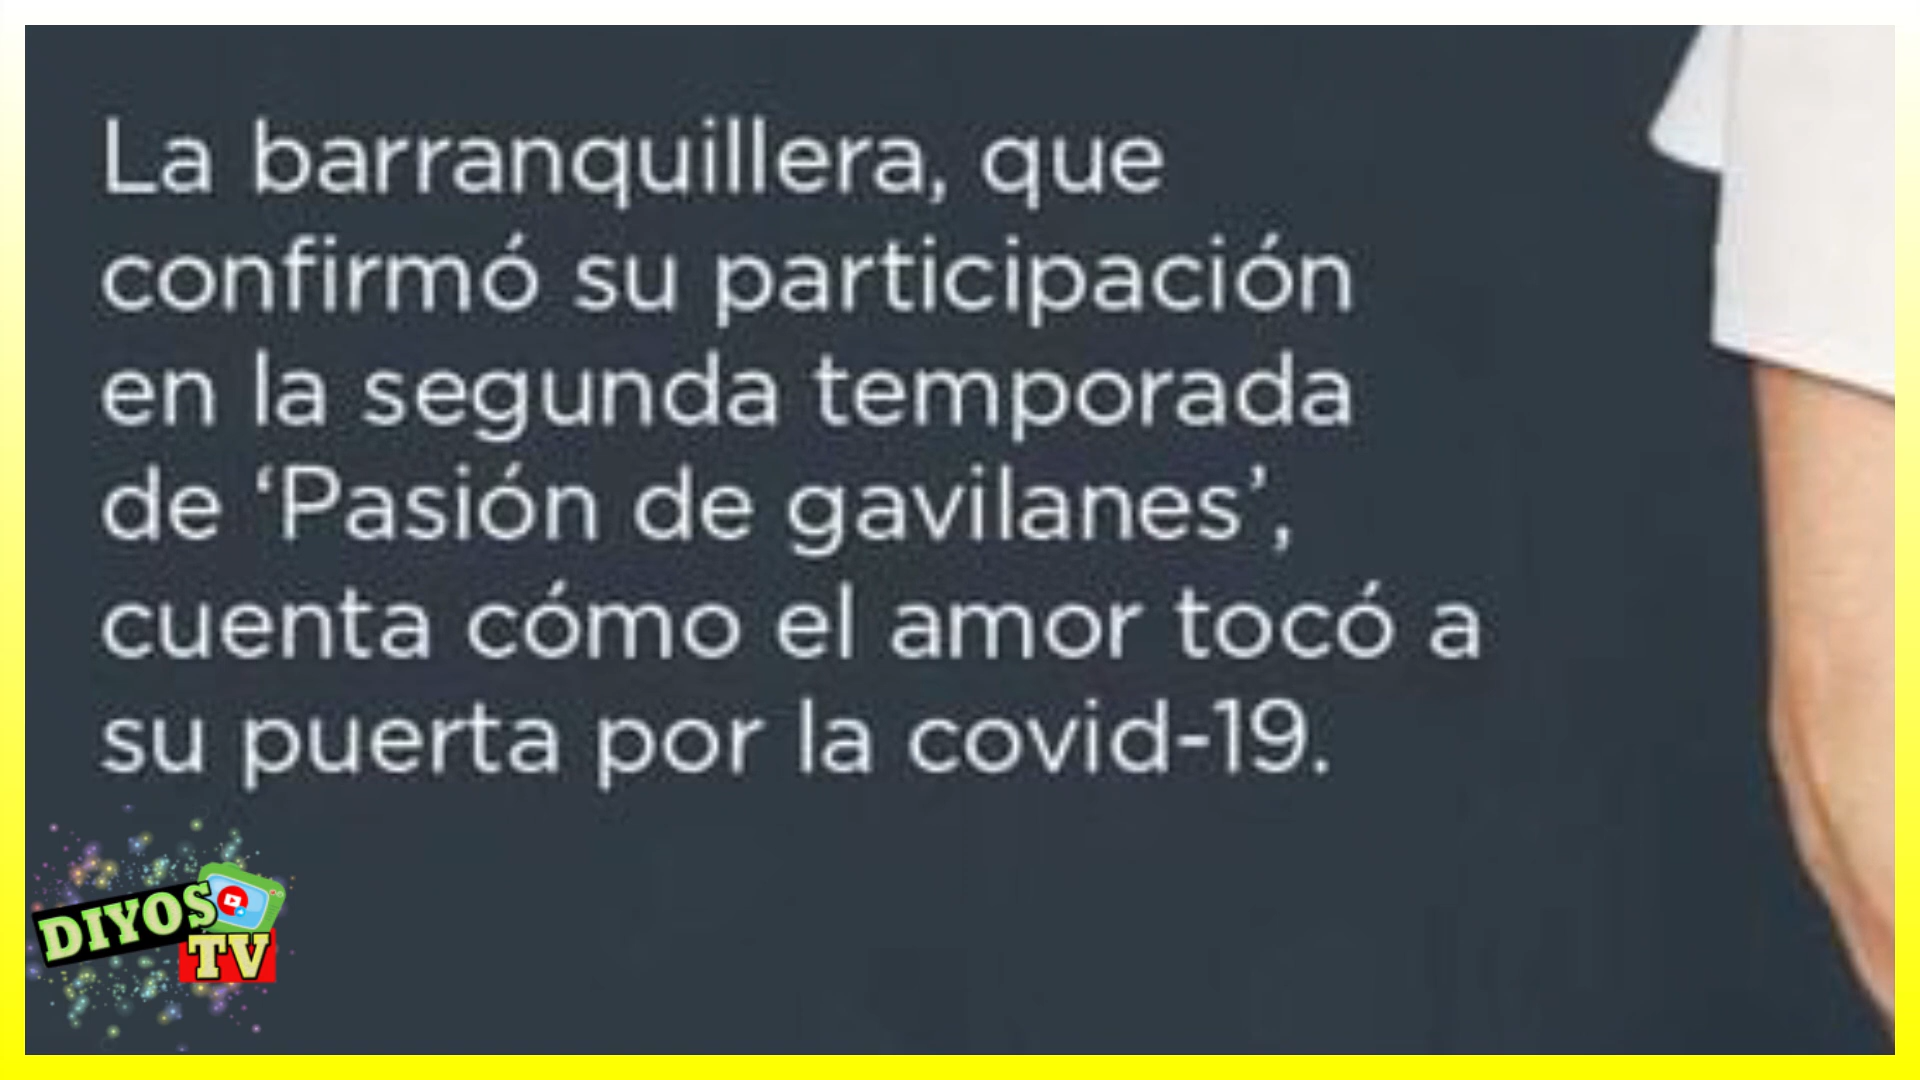 La barranquillera, que
confirmó su participación
en la segunda temporada
de ‘Pasión de gavilanes’,
cuenta cómo el amor tocó a
su puerta por la covid-19.
DIYOS
TV